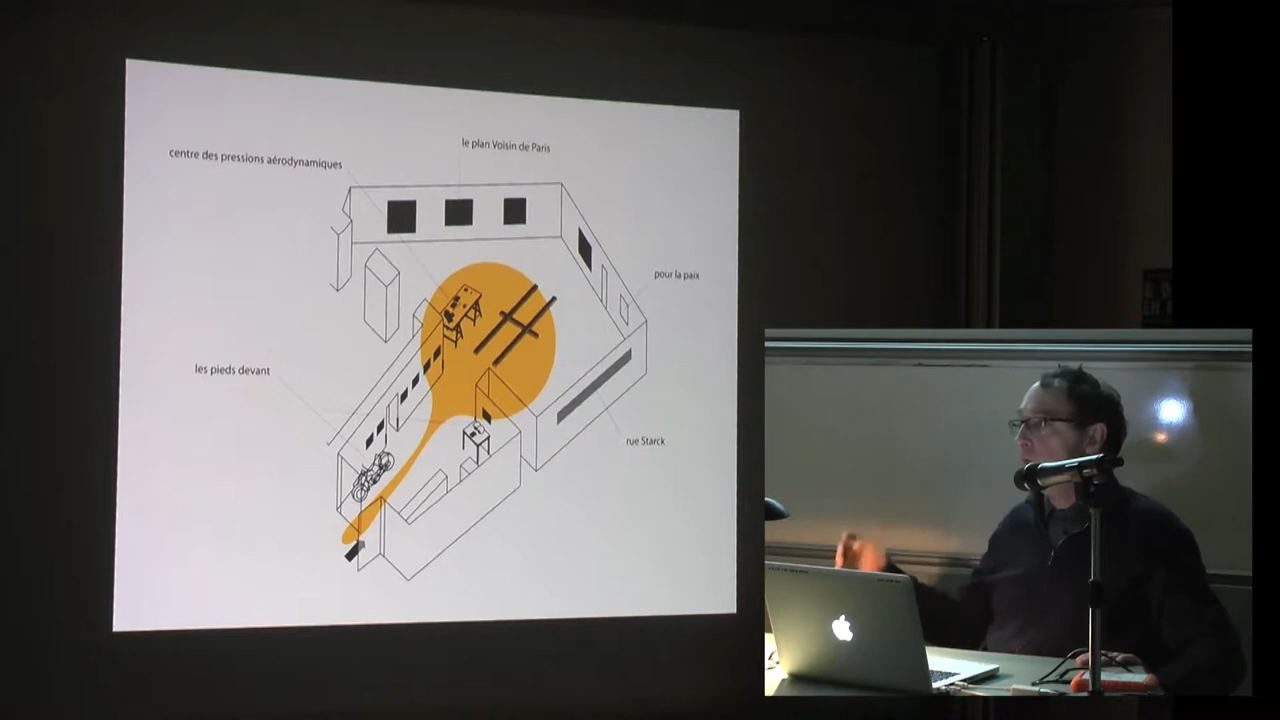 le plan Voisin de Paris
centre des pressions aérodynamiques
pour la paix
les pieds devant
rue Starck